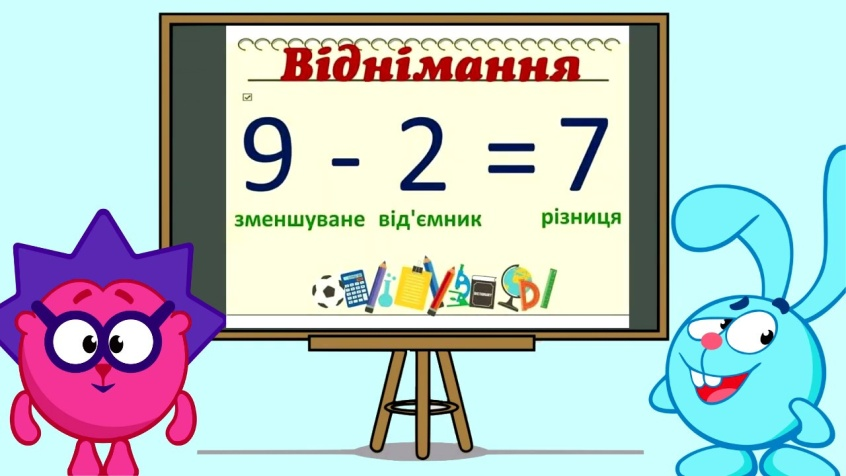 Віднімання
9 - 2 = 7
зменшуване від'ємник різниця